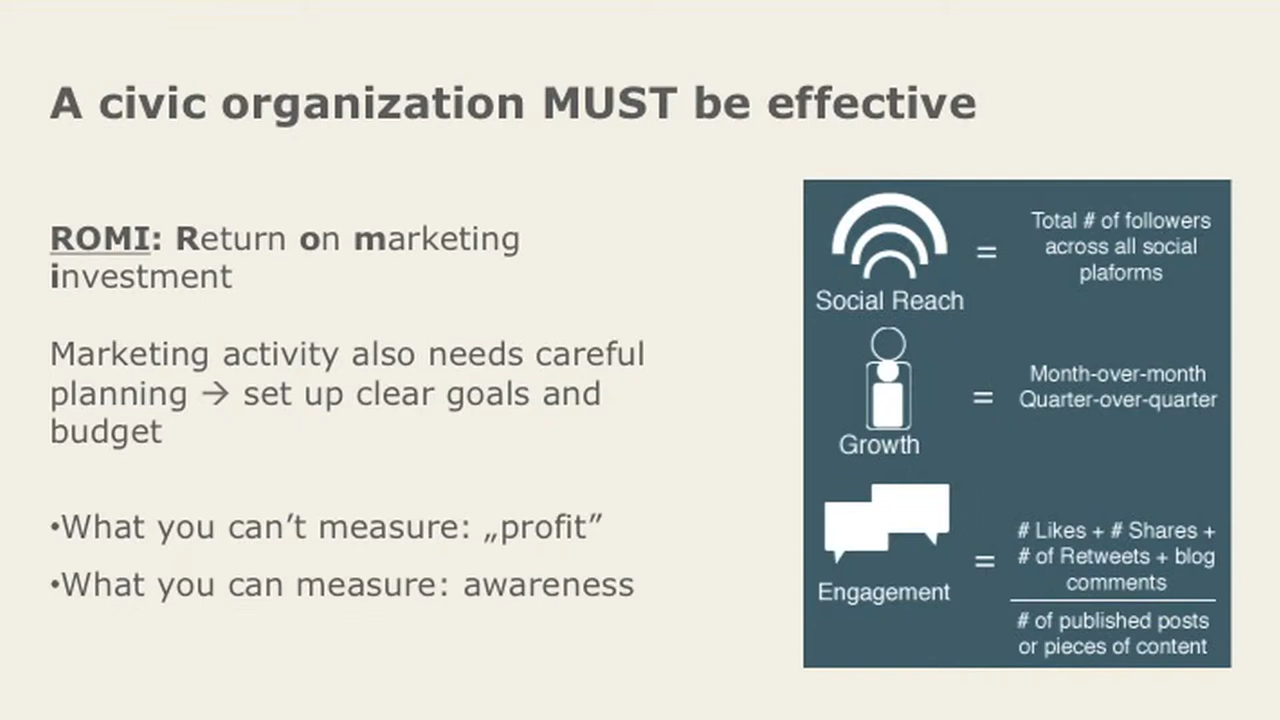 A civic organization MUST be effective
ROMI: Return on marketing
investment
Marketing activity also needs careful
planning → set up clear goals and
budget
•What you can’t measure: „profit”
•What you can measure: awareness
Social Reach
=
Total # of followers
across all social
plaforms
Growth
=
Month-over-month
Quarter-over-quarter
Engagement
=
# Likes + # Shares +
# of Retweets + blog
comments
# of published posts
or pieces of content